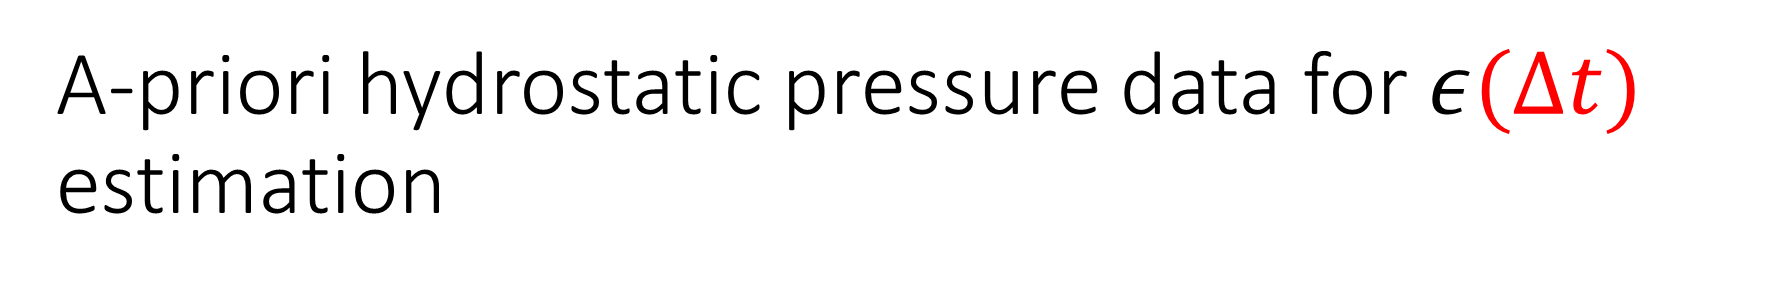 A-priori hydrostatic pressure data for ϵ(Δt)
estimation